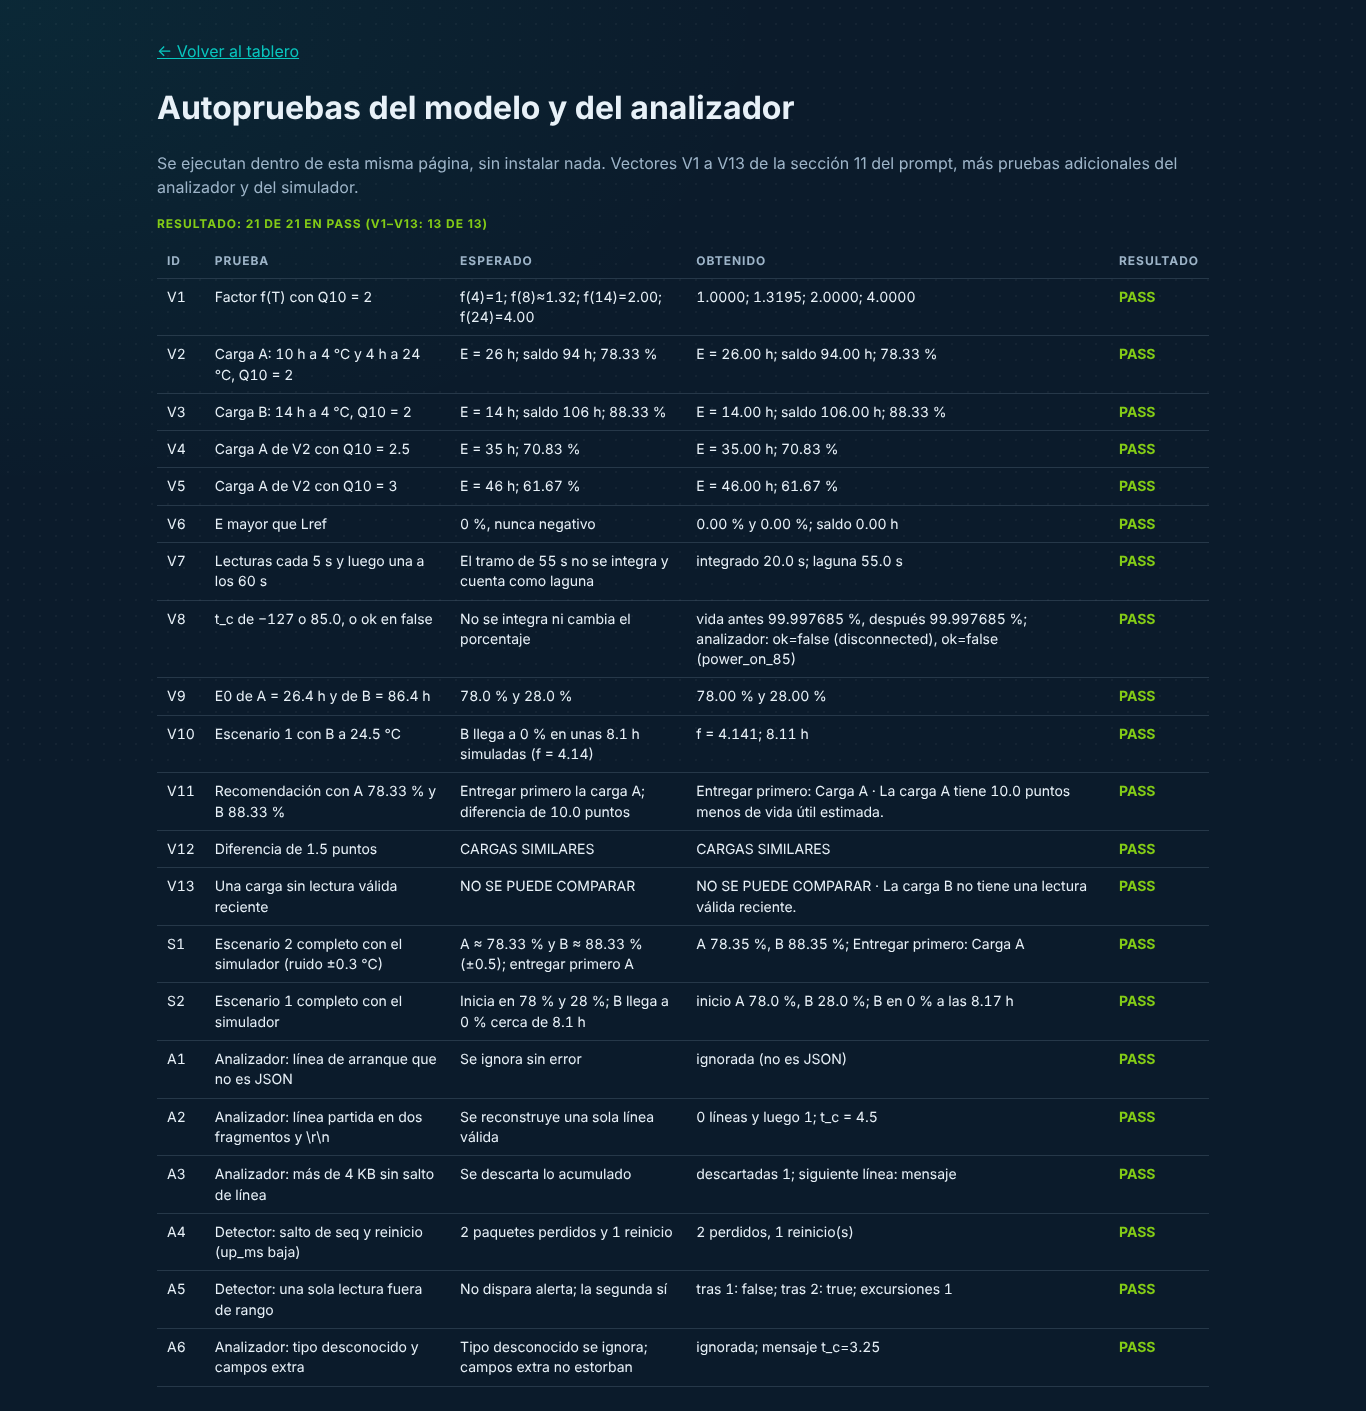 ← Volver al tablero
Autopruebas del modelo y del analizador
Se ejecutan dentro de esta misma página, sin instalar nada. Vectores V1 a V13 de la sección 11 del prompt, más pruebas adicionales del
analizador y del simulador.
RESULTADO: 21 DE 21 EN PASS (V1–V13: 13 DE 13)
ID PRUEBA ESPERADO OBTENIDO RESULTADO
V1 Factor f(T) con Q10 = 2 f(4)=1; f(8)≈1.32; f(14)=2.00; 1.0000; 1.3195; 2.0000; 4.0000 PASS
f(24)=4.00
V2 Carga A: 10 h a 4 °C y 4 h a 24 E = 26 h; saldo 94 h; 78.33 % E = 26.00 h; saldo 94.00 h; 78.33 % PASS
°C, Q10 = 2
V3 Carga B: 14 h a 4 °C, Q10 = 2 E = 14 h; saldo 106 h; 88.33 % E = 14.00 h; saldo 106.00 h; 88.33 % PASS
V4 Carga A de V2 con Q10 = 2.5 E = 35 h; 70.83 % E = 35.00 h; 70.83 % PASS
V5 Carga A de V2 con Q10 = 3 E = 46 h; 61.67 % E = 46.00 h; 61.67 % PASS
V6 E mayor que Lref 0 %, nunca negativo 0.00 % y 0.00 %; saldo 0.00 h PASS
V7 Lecturas cada 5 s y luego una a El tramo de 55 s no se integra y integrado 20.0 s; laguna 55.0 s PASS
los 60 s cuenta como laguna
V8 t_c de −127 o 85.0, o ok en false No se integra ni cambia el vida antes 99.997685 %, después 99.997685 %; PASS
porcentaje analizador: ok=false (disconnected), ok=false
(power_on_85)
V9 E0 de A = 26.4 h y de B = 86.4 h 78.0 % y 28.0 % 78.00 % y 28.00 % PASS
V10 Escenario 1 con B a 24.5 °C B llega a 0 % en unas 8.1 h f = 4.141; 8.11 h PASS
simuladas (f = 4.14)
V11 Recomendación con A 78.33 % y Entregar primero la carga A; Entregar primero: Carga A · La carga A tiene 10.0 puntos PASS
B 88.33 % diferencia de 10.0 puntos menos de vida útil estimada.
V12 Diferencia de 1.5 puntos CARGAS SIMILARES CARGAS SIMILARES PASS
V13 Una carga sin lectura válida NO SE PUEDE COMPARAR NO SE PUEDE COMPARAR · La carga B no tiene una lectura PASS
reciente válida reciente.
S1 Escenario 2 completo con el A ≈ 78.33 % y B ≈ 88.33 % A 78.35 %, B 88.35 %; Entregar primero: Carga A PASS
simulador (ruido ±0.3 °C) (±0.5); entregar primero A
S2 Escenario 1 completo con el Inicia en 78 % y 28 %; B llega a inicio A 78.0 %, B 28.0 %; B en 0 % a las 8.17 h PASS
simulador 0 % cerca de 8.1 h
A1 Analizador: línea de arranque que Se ignora sin error ignorada (no es JSON) PASS
no es JSON
A2 Analizador: línea partida en dos Se reconstruye una sola línea 0 líneas y luego 1; t_c = 4.5 PASS
fragmentos y \r\n válida
A3 Analizador: más de 4 KB sin salto Se descarta lo acumulado descartadas 1; siguiente línea: mensaje PASS
de línea
A4 Detector: salto de seq y reinicio 2 paquetes perdidos y 1 reinicio 2 perdidos, 1 reinicio(s) PASS
(up_ms baja)
A5 Detector: una sola lectura fuera No dispara alerta; la segunda sí tras 1: false; tras 2: true; excursiones 1 PASS
de rango
A6 Analizador: tipo desconocido y Tipo desconocido se ignora; ignorada; mensaje t_c=3.25 PASS
campos extra campos extra no estorban